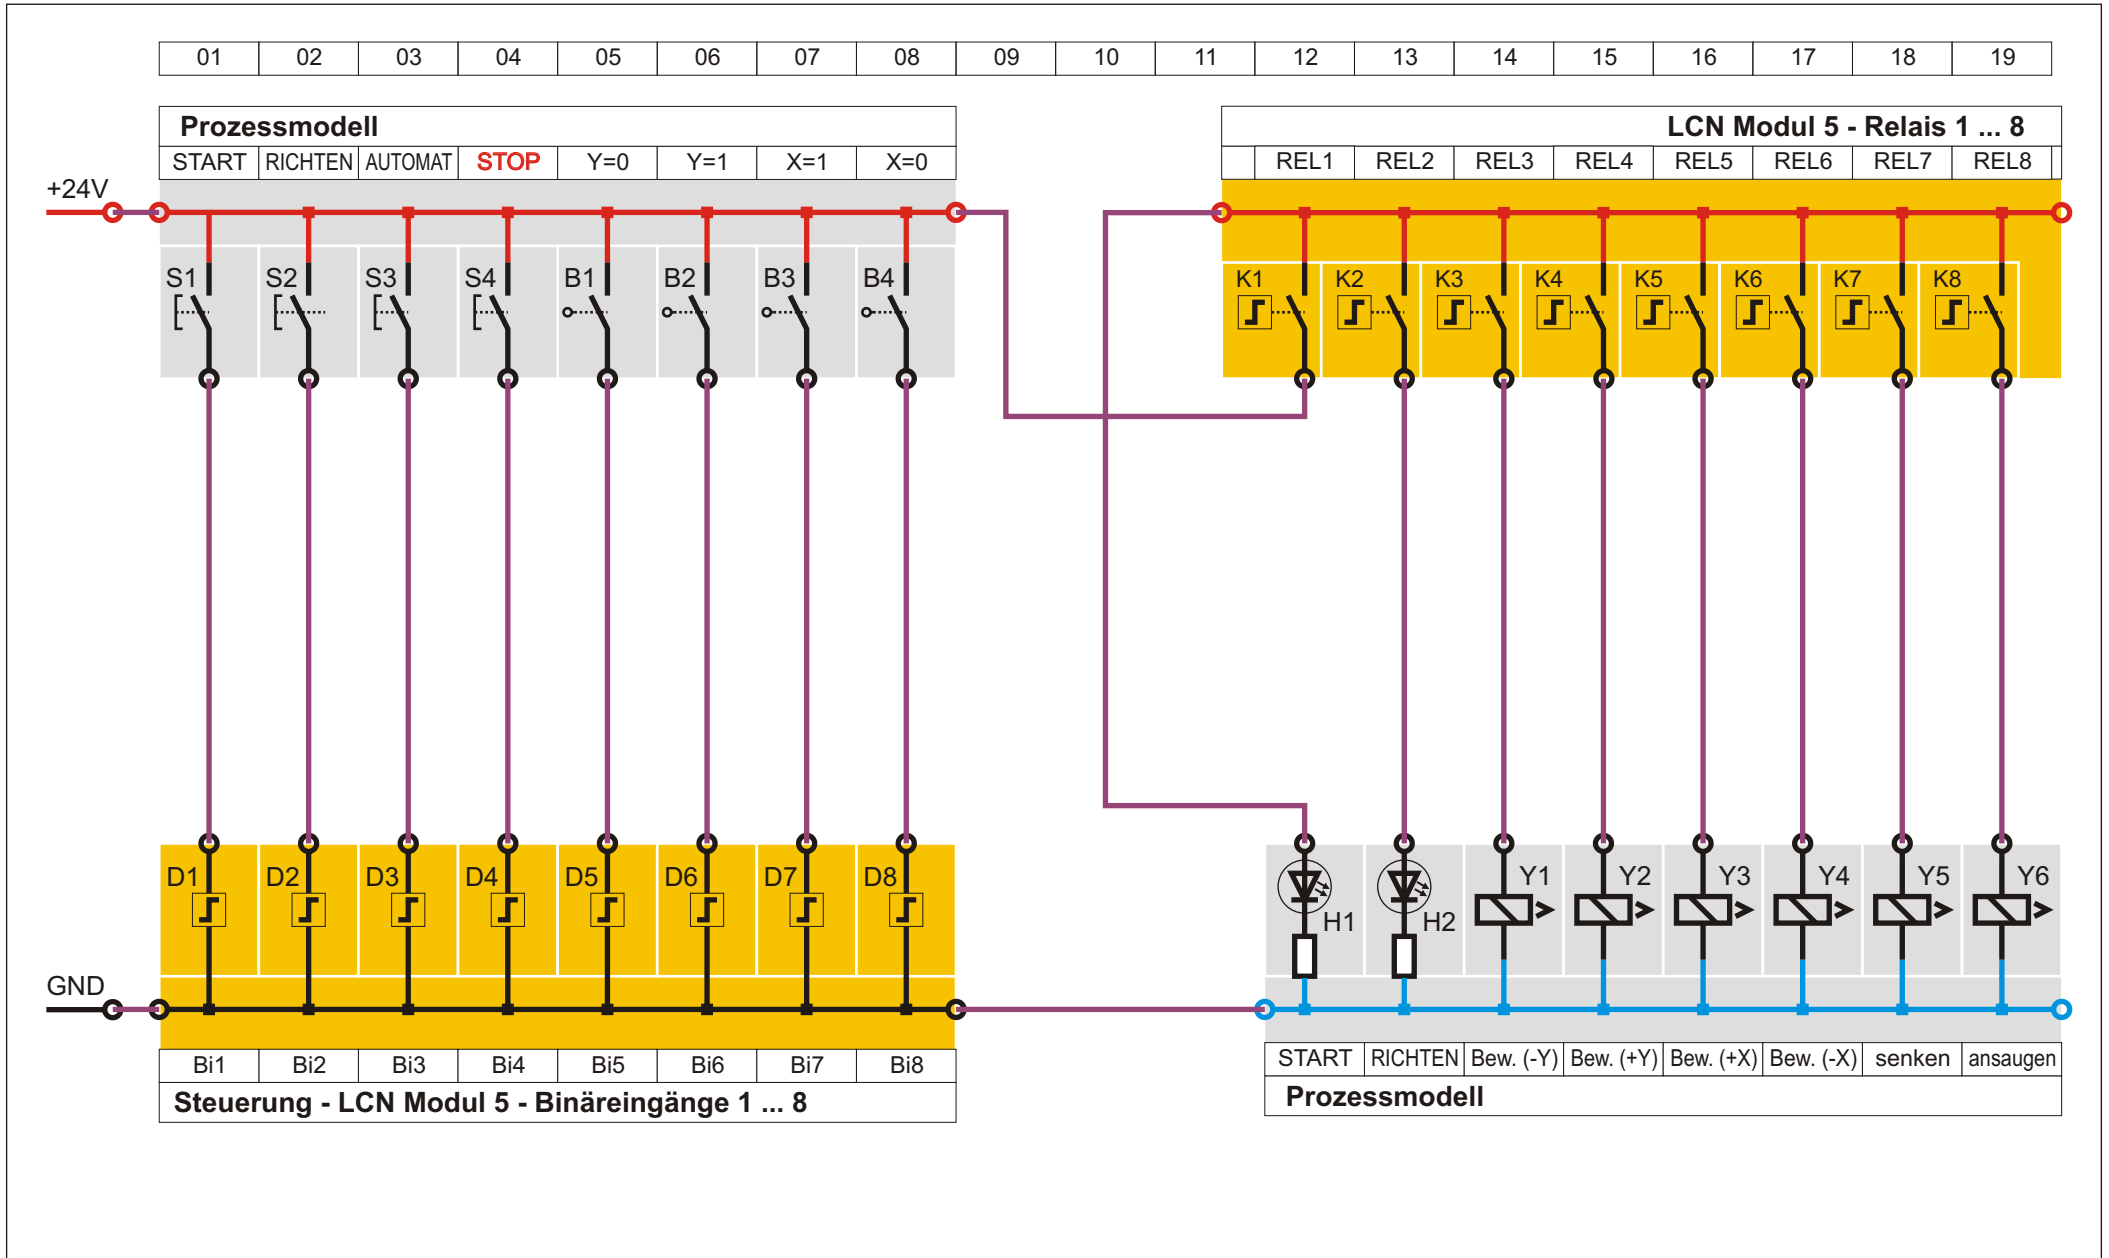 01 02 03 04 05 06 07 08 09 10 11 12 13 14 15 16 17 18 19
Prozessmodell
START RICHTEN AUTOMAT STOP Y=0 Y=1 X=1 X=0
LCN Modul 5 - Relais 1 ... 8
REL1 REL2 REL3 REL4 REL5 REL6 REL7 REL8
+24V
S1 S2 S3 S4 B1 B2 B3 B4
K1 K2 K3 K4 K5 K6 K7 K8
D1 D2 D3 D4 D5 D6 D7 D8
H1 H2 Y1 Y2 Y3 Y4 Y5 Y6
GND
Bi1 Bi2 Bi3 Bi4 Bi5 Bi6 Bi7 Bi8
Steuerung - LCN Modul 5 - Binäreingänge 1 ... 8
START RICHTEN Bew. (-Y) Bew. (+Y) Bew. (+X) Bew. (-X) senken ansaugen
Prozessmodell